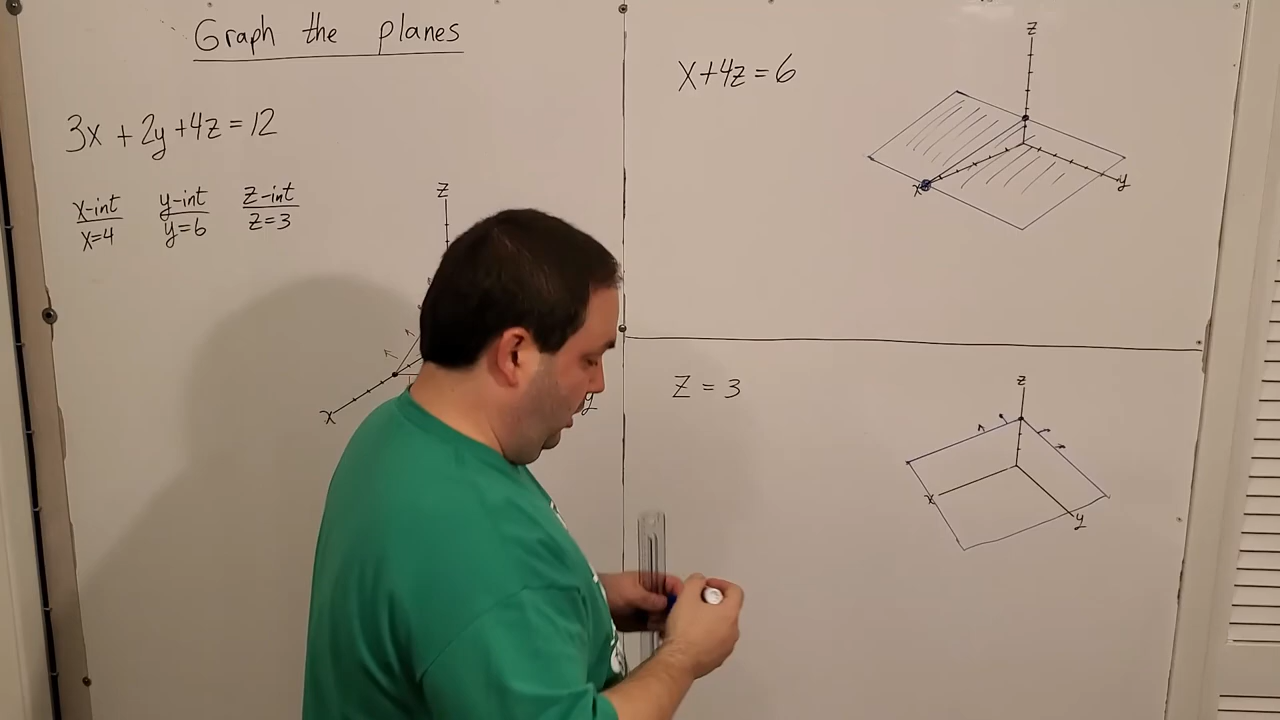 Graph the planes
3x + 2y + 4z = 12
x-int y-int z-int
x=4 y=6 z=3
z
x
y
x+4z=6
z
x
y
z = 3
z
x
y